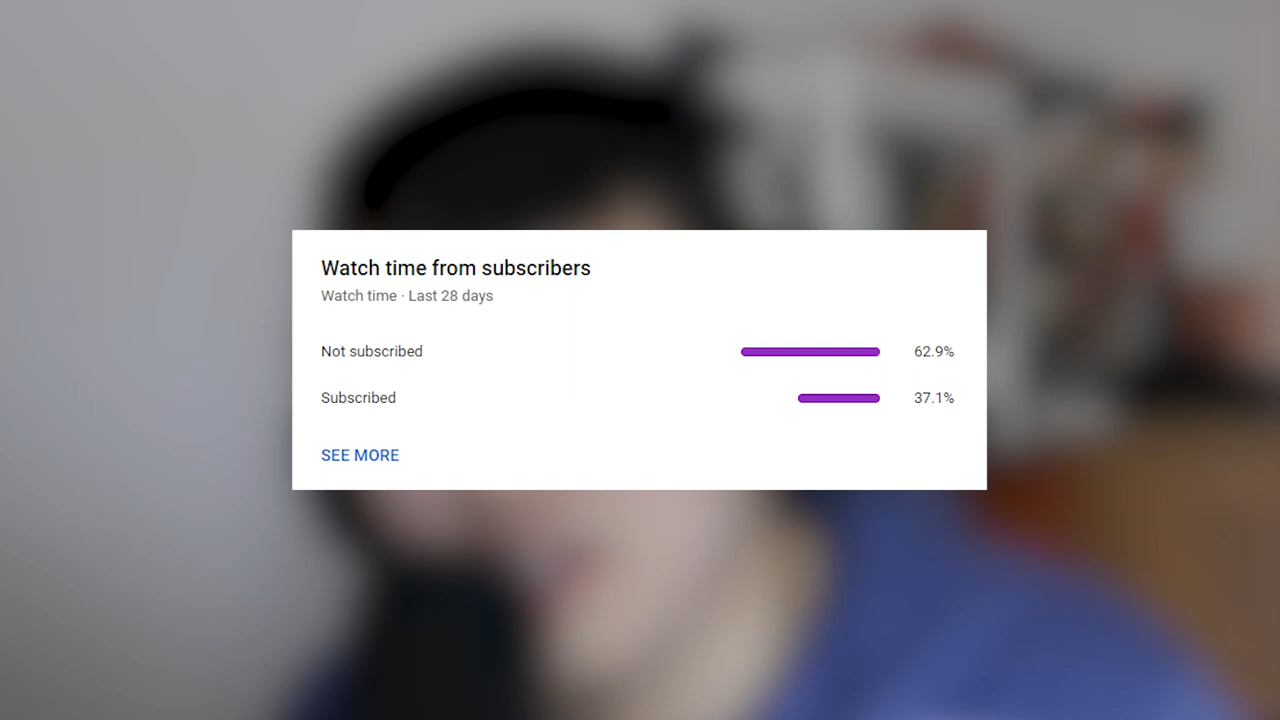 Watch time from subscribers
Watch time · Last 28 days
Not subscribed 62.9%
Subscribed 37.1%
SEE MORE